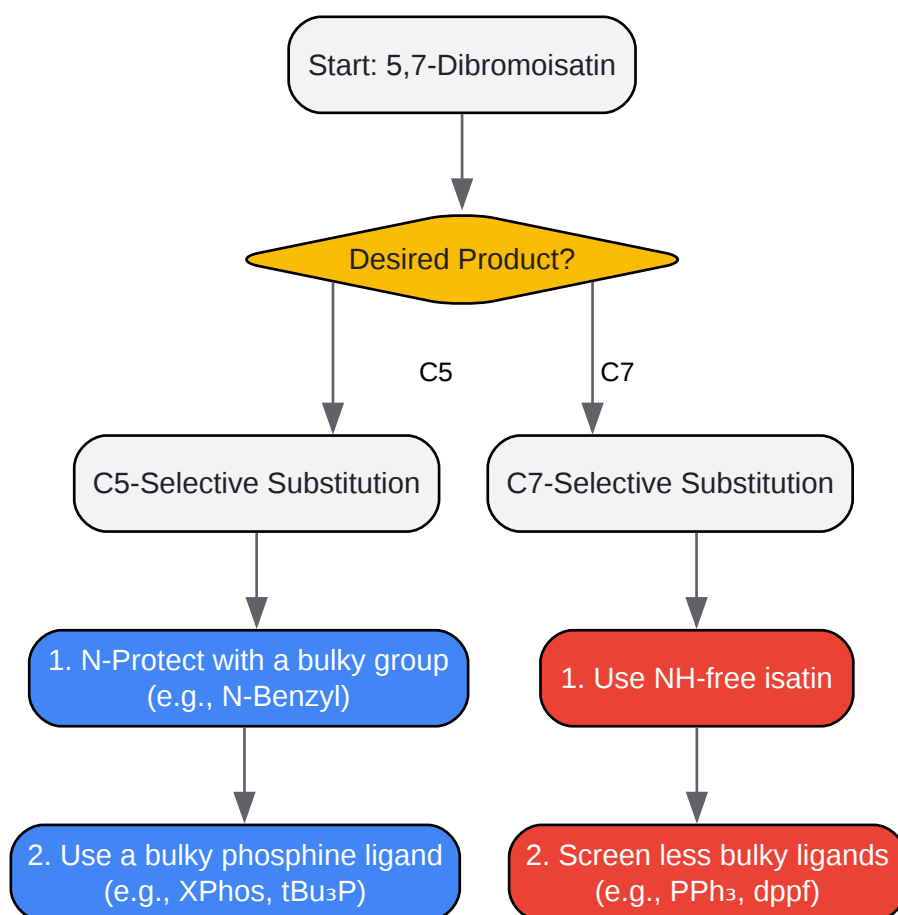 Start: 5,7-Dibromoisatin
Desired Product?
C5
C7
C5-Selective Substitution
C7-Selective Substitution
1. N-Protect with a bulky group
(e.g., N-Benzyl)
1. Use NH-free isatin
2. Use a bulky phosphine ligand
(e.g., XPhos, tBu₃P)
2. Screen less bulky ligands
(e.g., PPh₃, dppf)